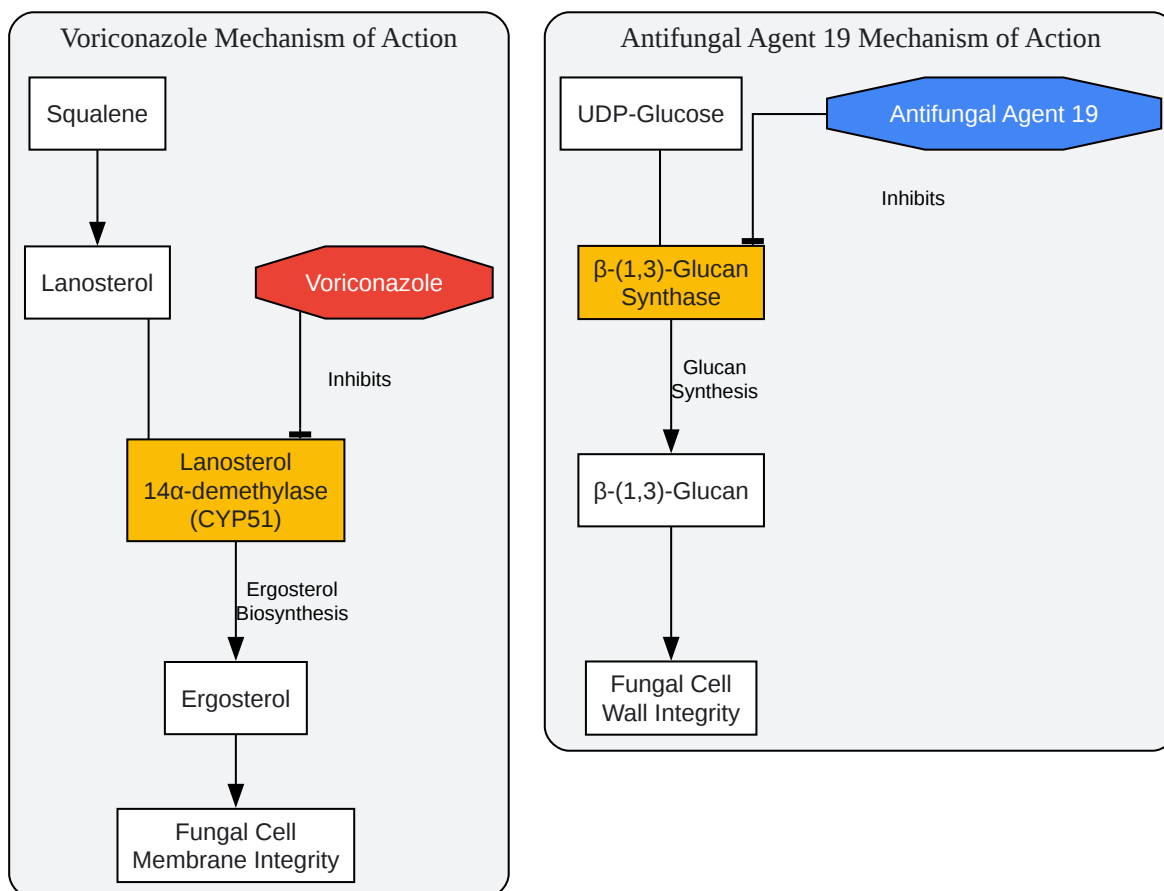 Voriconazole Mechanism of Action
Squalene
Lanosterol
Voriconazole
Inhibits
Lanosterol
14α-demethylase
(CYP51)
Ergosterol
Biosynthesis
Ergosterol
Fungal Cell
Membrane Integrity
Antifungal Agent 19 Mechanism of Action
UDP-Glucose
Antifungal Agent 19
Inhibits
β-(1,3)-Glucan
Synthase
Glucan
Synthesis
β-(1,3)-Glucan
Fungal Cell
Wall Integrity